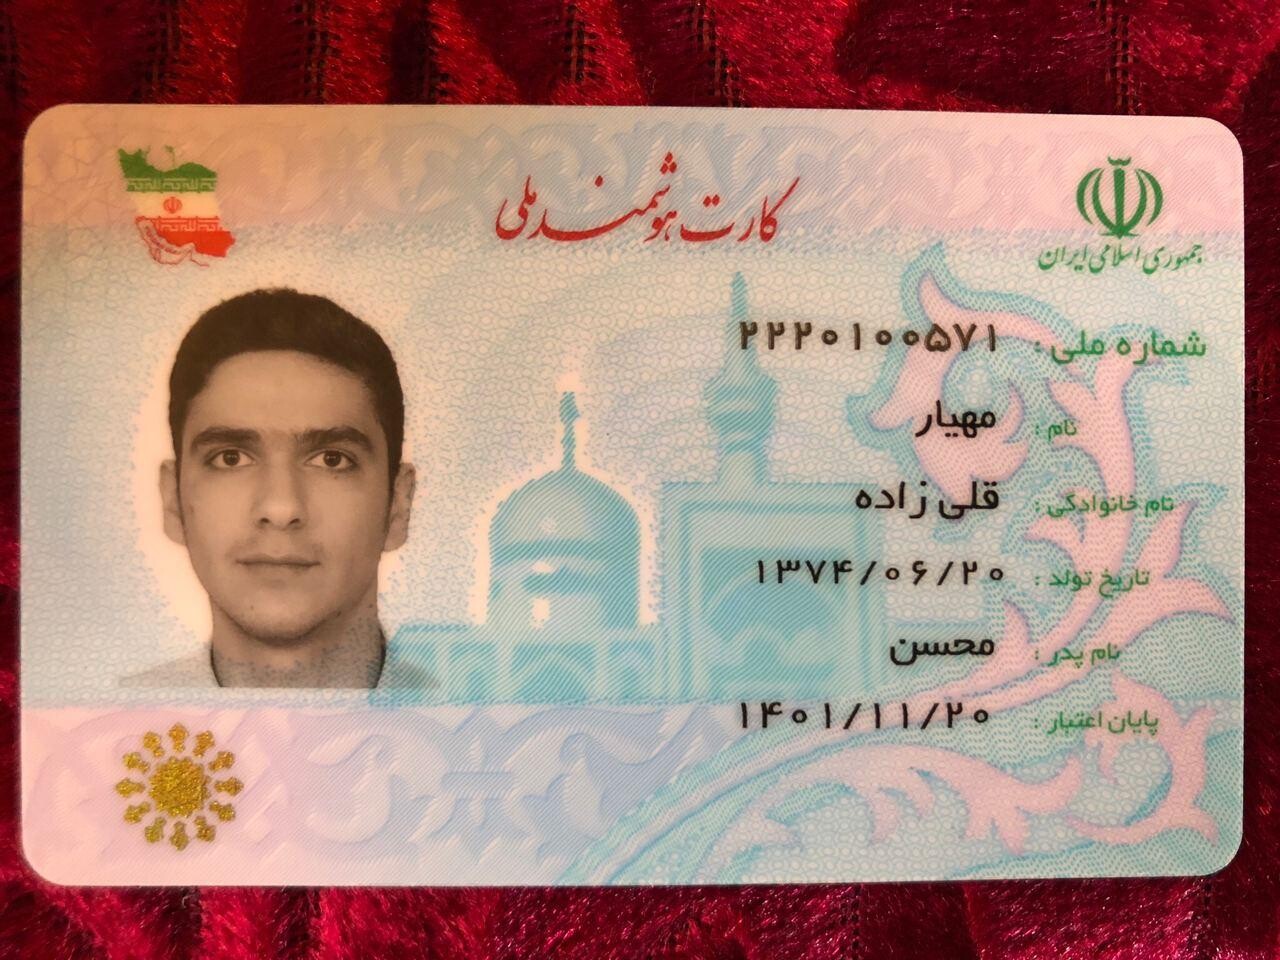 جمهوری اسلامی ایران
کارت هوشمند ملی
شماره ملی : ۲۲۲۰۱۰۰۵۷۱
نام : مهیار
نام خانوادگی : قلی زاده
تاریخ تولد : ۱۳۷۴/۰۶/۲۰
نام پدر : محسن
پایان اعتبار : ۱۴۰۱/۱۱/۲۰